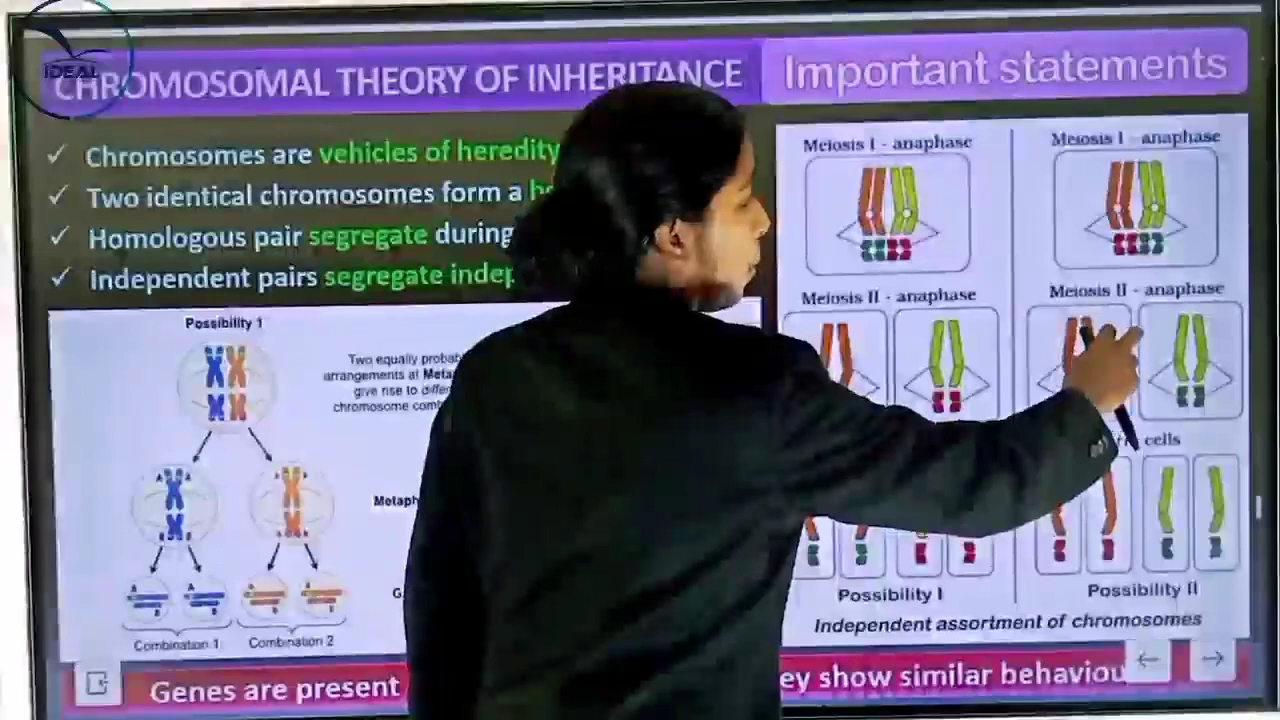 IDEAL
CHROMOSOMAL THEORY OF INHERITANCE
Important statements
✓ Chromosomes are vehicles of heredity
✓ Two identical chromosomes form a
✓ Homologous pair segregate during
✓ Independent pairs segregate indep
Possibility 1
Two equally probab
arrangements at Meta
give rise to differ
chromosome comb
Metaph
G
Combination 1
Combination 2
Meiosis I - anaphase
Meiosis II - anaphase
Possibility I
Meiosis I - anaphase
Meiosis II - anaphase
cells
Possibility II
Independent assortment of chromosomes
Genes are present
ey show similar behaviou